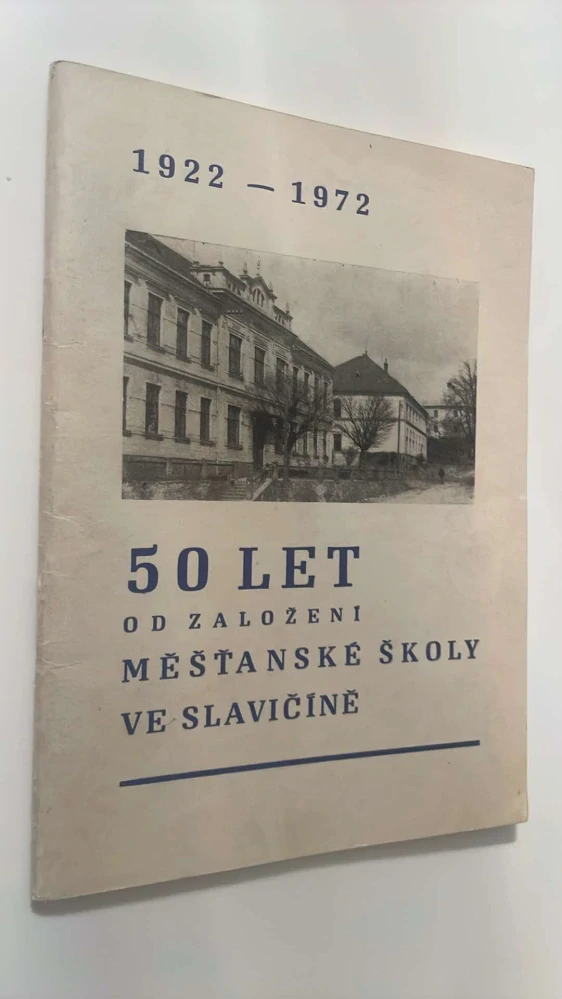 1922 — 1972
50 LET
OD ZALOŽENÍ
MĚŠŤANSKÉ ŠKOLY
VE SLAVIČÍNĚ